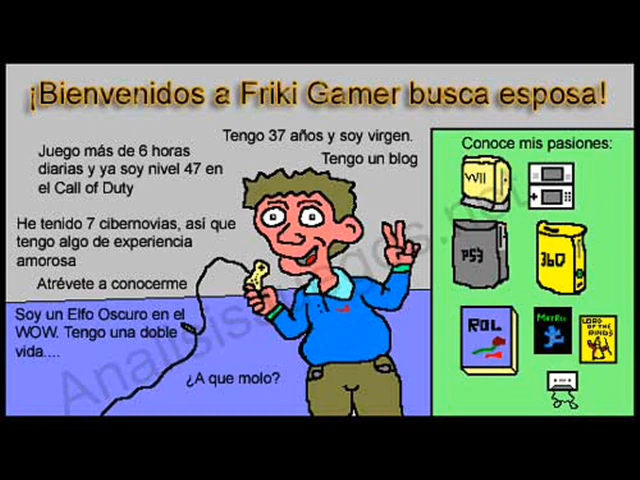 ¡Bienvenidos a Friki Gamer busca esposa!
Tengo 37 años y soy virgen.
Tengo un blog
Juego más de 6 horas
diarias y ya soy nivel 47 en
el Call of Duty
He tenido 7 cibernovias, así que
tengo algo de experiencia
amorosa
Atrévete a conocerme
Soy un Elfo Oscuro en el
WOW. Tengo una doble
vida....
¿A que molo?
Conoce mis pasiones:
WII
PS3
360
ROL
LORD
OF THE
RINGS